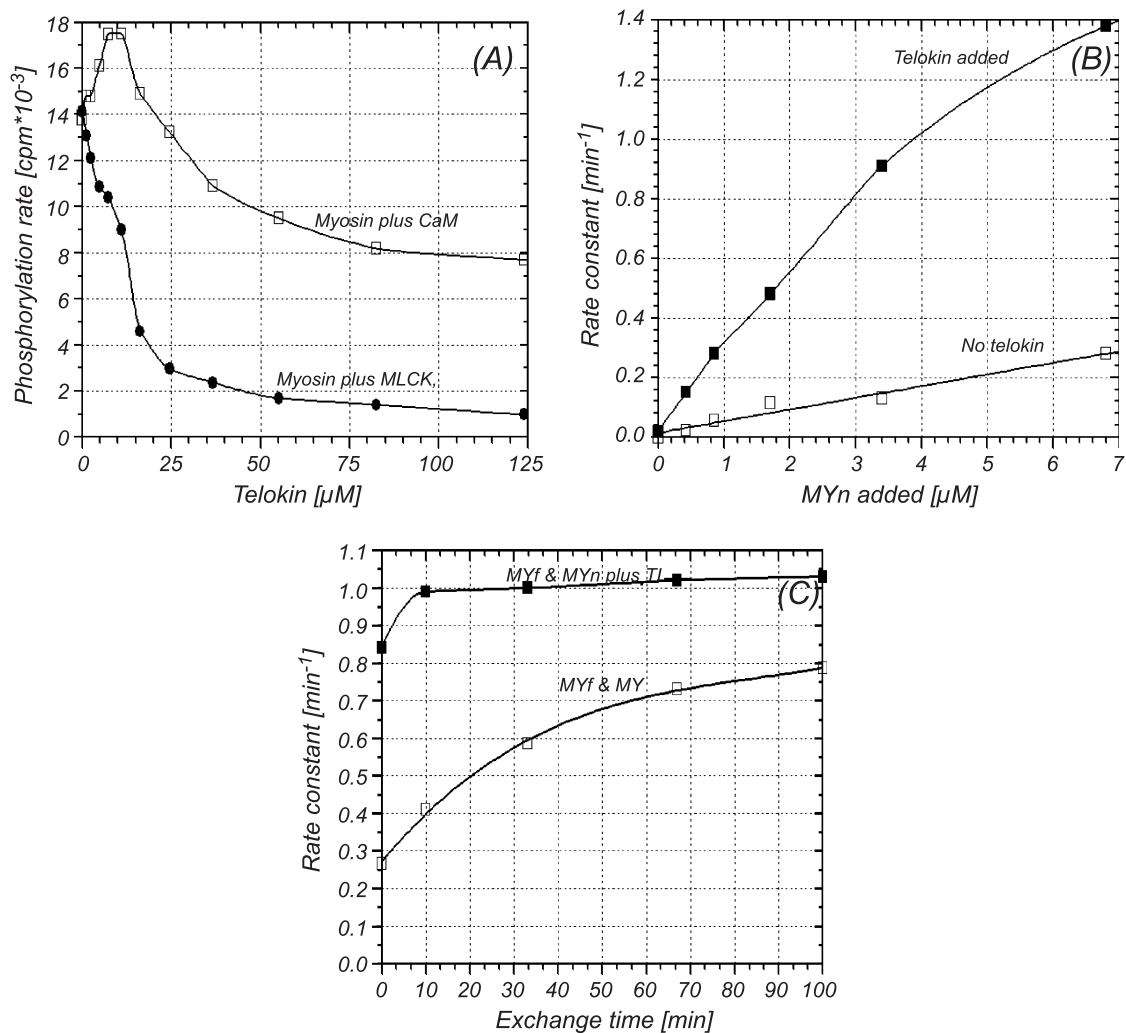 (A)
Phosphorylation rate [cpm*10-3]
18
16
14
12
10
8
6
4
2
0
Myosin plus CaM
Myosin plus MLCK,
0 25 50 75 100 125
Telokin [µM]
(B)
Rate constant [min-1]
1.4
1.2
1.0
0.8
0.6
0.4
0.2
0.0
Telokin added
No telokin
0 1 2 3 4 5 6 7
MYn added [µM]
(C)
Rate constant [min-1]
1.1
1.0
0.9
0.8
0.7
0.6
0.5
0.4
0.3
0.2
0.1
0.0
MYf & MYn plus TL
MYf & MY
0 10 20 30 40 50 60 70 80 90 100
Exchange time [min]